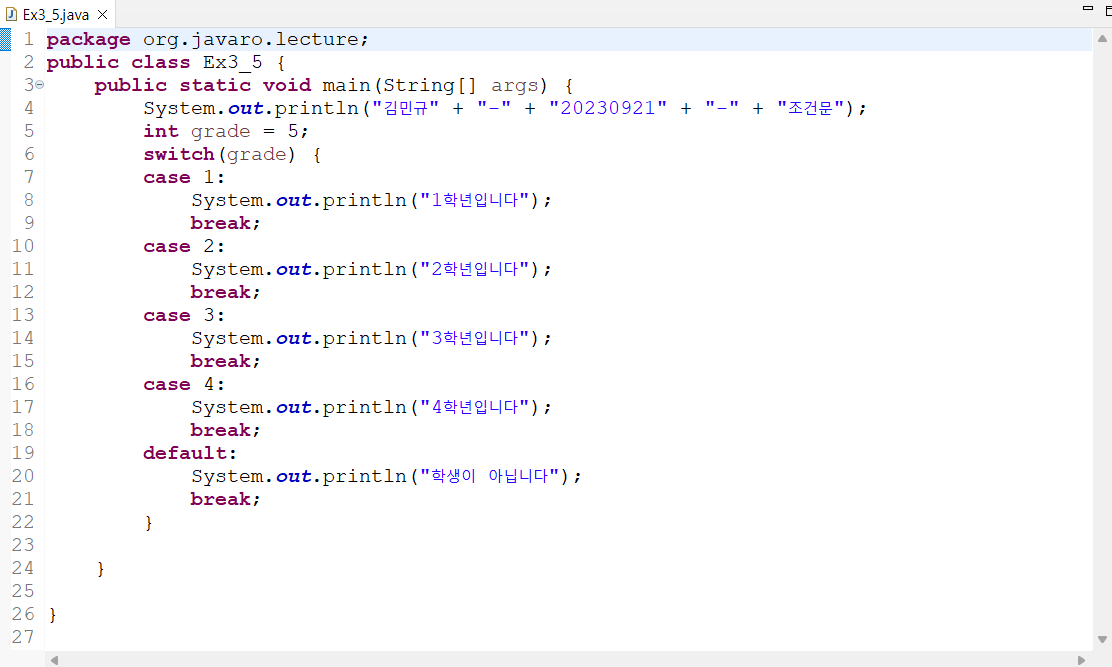 Ex3_5.java
1 package org.javaro.lecture;
2 public class Ex3_5 {
3 public static void main(String[] args) {
4 System.out.println("김민규" + "-" + "20230921" + "-" + "조건문");
5 int grade = 5;
6 switch(grade) {
7 case 1:
8 System.out.println("1학년입니다");
9 break;
10 case 2:
11 System.out.println("2학년입니다");
12 break;
13 case 3:
14 System.out.println("3학년입니다");
15 break;
16 case 4:
17 System.out.println("4학년입니다");
18 break;
19 default:
20 System.out.println("학생이 아닙니다");
21 break;
22 }
23
24 }
25
26 }
27